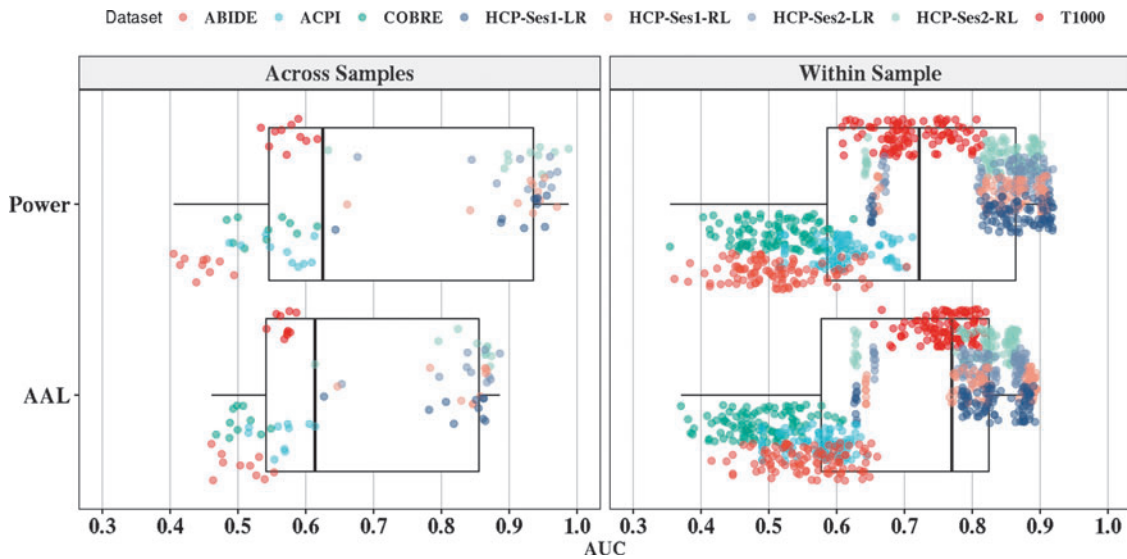 Dataset ABIDE ACPI COBRE HCP-Ses1-LR HCP-Ses1-RL HCP-Ses2-LR HCP-Ses2-RL T1000
Across Samples Within Sample
Power
AAL
0.3 0.4 0.5 0.6 0.7 0.8 0.9 1.0 0.3 0.4 0.5 0.6 0.7 0.8 0.9 1.0
AUC